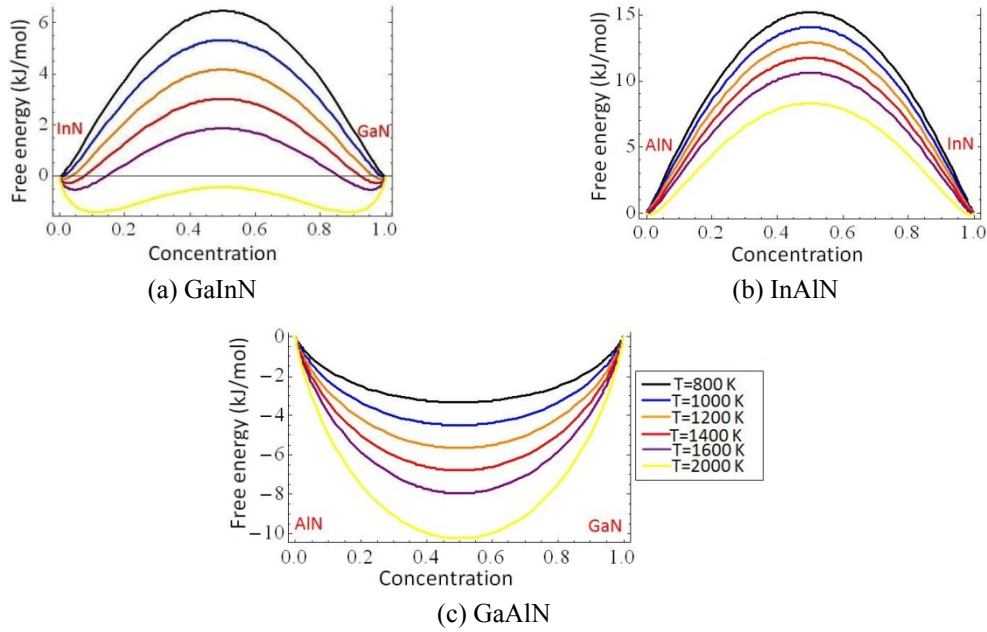 Free energy (kJ/mol)
6
4
2
0
InN
GaN
0.0 0.2 0.4 0.6 0.8 1.0
Concentration
(a) GaInN
Free energy (kJ/mol)
15
10
5
0
AlN
InN
0.0 0.2 0.4 0.6 0.8 1.0
Concentration
(b) InAlN
Free energy (kJ/mol)
0
−2
−4
−6
−8
−10
AlN
GaN
0.0 0.2 0.4 0.6 0.8 1.0
Concentration
T=800 K
T=1000 K
T=1200 K
T=1400 K
T=1600 K
T=2000 K
(c) GaAlN